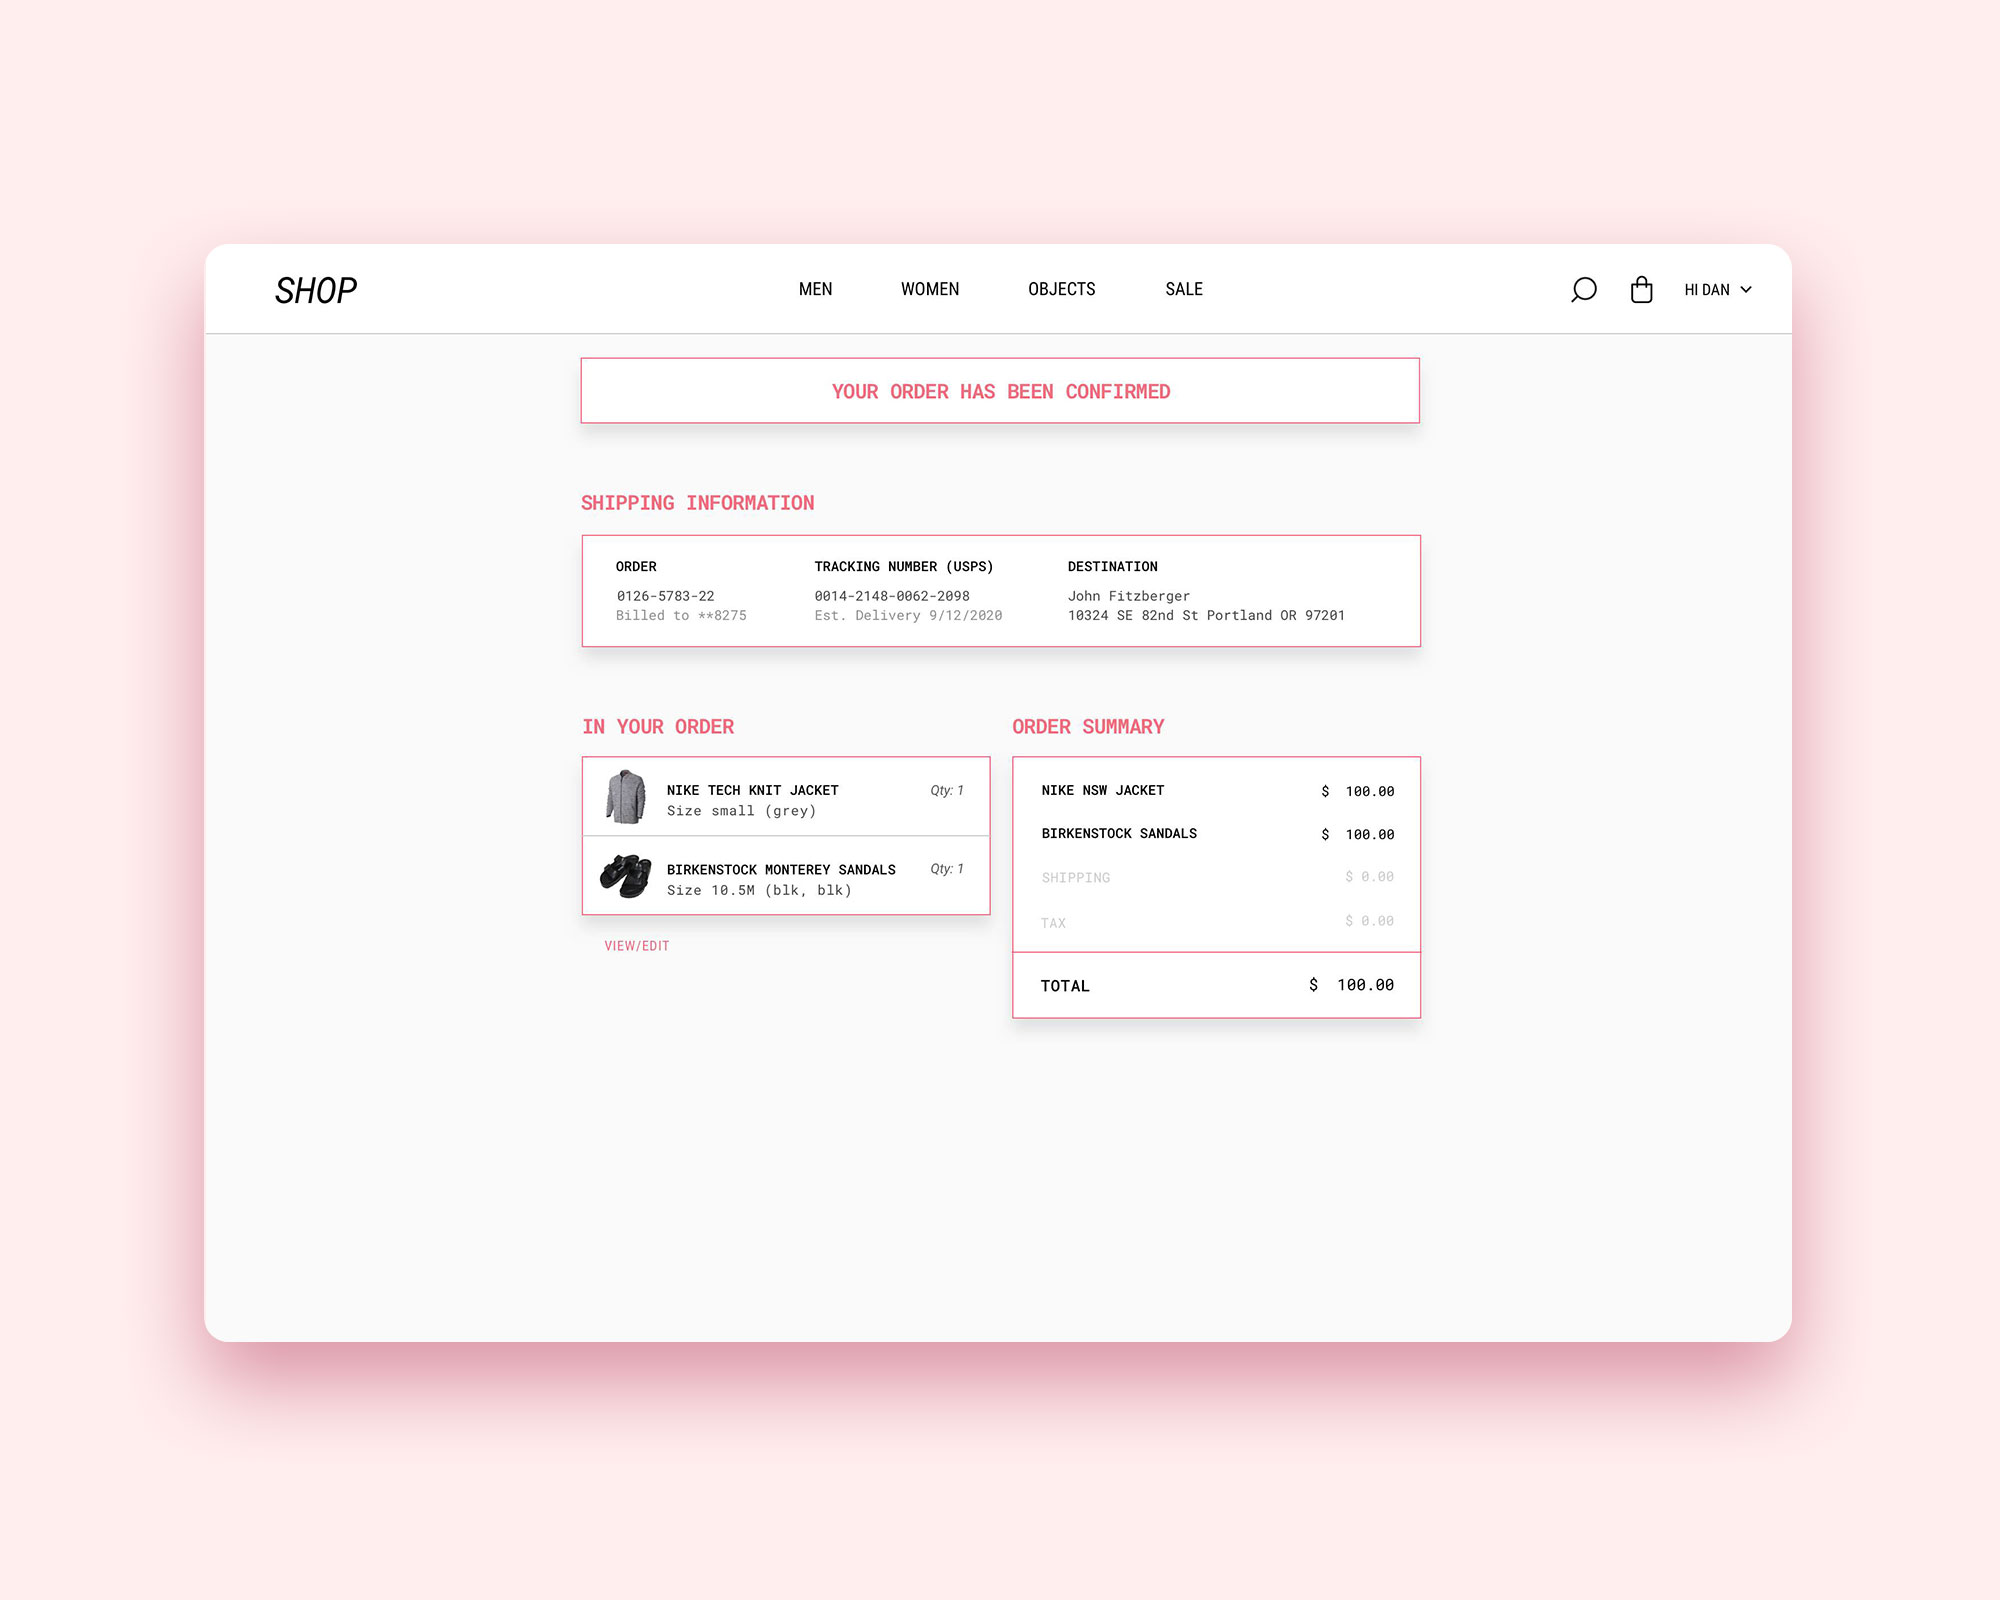 SHOP
MEN WOMEN OBJECTS SALE
HI DAN
YOUR ORDER HAS BEEN CONFIRMED
SHIPPING INFORMATION
ORDER
0126-5783-22
Billed to **8275
TRACKING NUMBER (USPS)
0014-2148-0062-2098
Est. Delivery 9/12/2020
DESTINATION
John Fitzberger
10324 SE 82nd St Portland OR 97201
IN YOUR ORDER
NIKE TECH KNIT JACKET Qty: 1
Size small (grey)
BIRKENSTOCK MONTEREY SANDALS Qty: 1
Size 10.5M (blk, blk)
VIEW/EDIT
ORDER SUMMARY
NIKE NSW JACKET $ 100.00
BIRKENSTOCK SANDALS $ 100.00
SHIPPING $ 0.00
TAX $ 0.00
TOTAL $ 100.00